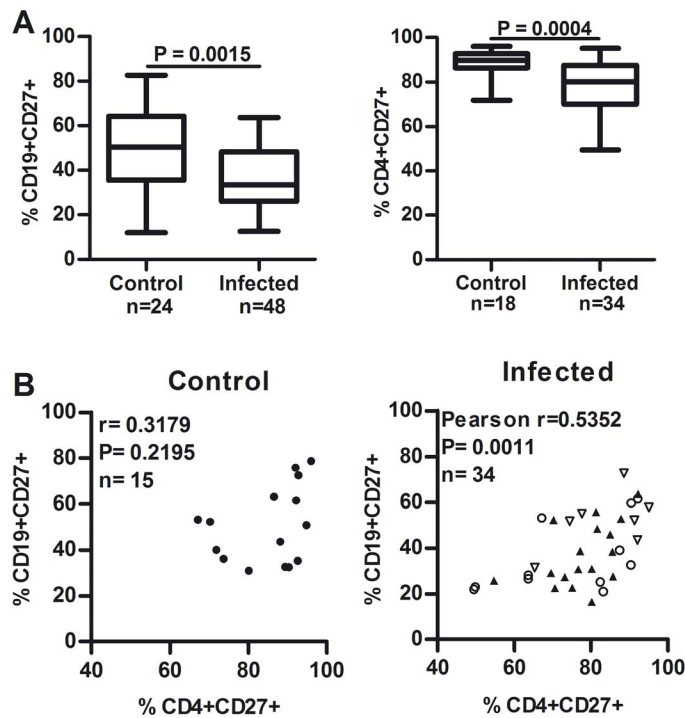 A
P = 0.0015
100
80
60
40
20
0
% CD19+CD27+
Control
n=24
Infected
n=48
P = 0.0004
100
80
60
40
20
0
% CD4+CD27+
Control
n=18
Infected
n=34
B
Control
r= 0.3179
P= 0.2195
n= 15
100
80
60
40
20
0
% CD19+CD27+
40
60
80
100
% CD4+CD27+
Infected
Pearson r=0.5352
P= 0.0011
n= 34
100
80
60
40
20
0
% CD19+CD27+
40
60
80
100
% CD4+CD27+